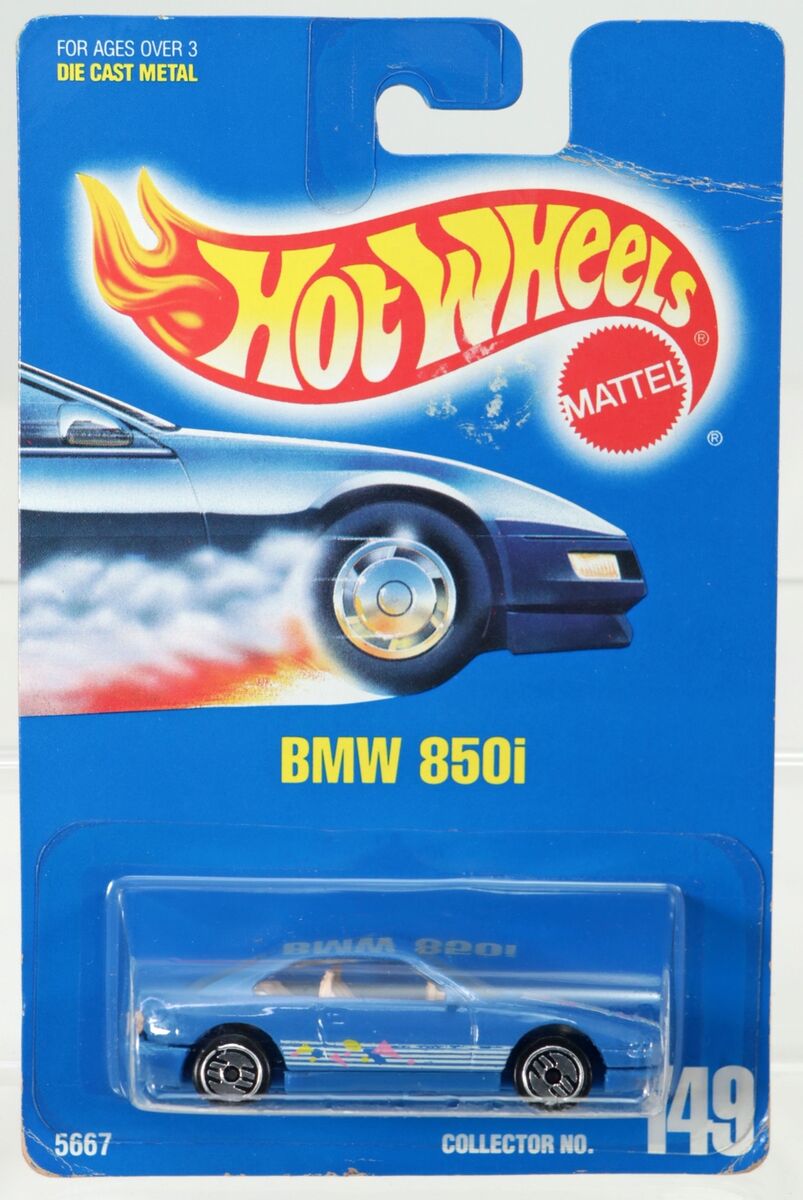 FOR AGES OVER 3
DIE CAST METAL
HOT WHEELS
®
MATTEL
®
BMW 850i
5667
COLLECTOR NO.
149